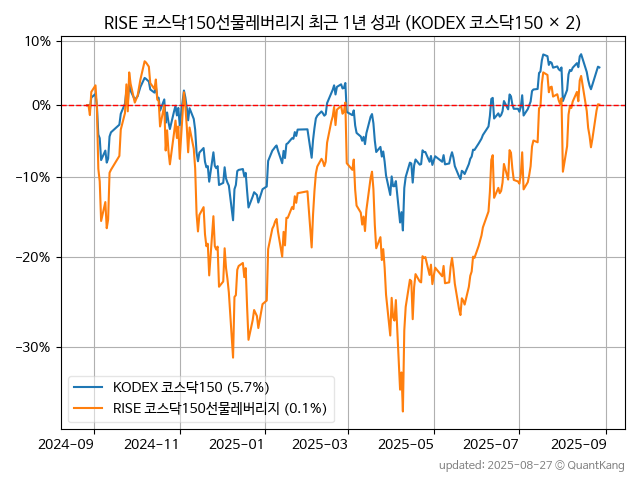 RISE 코스닥150선물레버리지 최근 1년 성과 (KODEX 코스닥150 × 2)
10%
0%
−10%
−20%
−30%
KODEX 코스닥150 (5.7%)
RISE 코스닥150선물레버리지 (0.1%)
2024-09 2024-11 2025-01 2025-03 2025-05 2025-07 2025-09
updated: 2025-08-27 © QuantKang